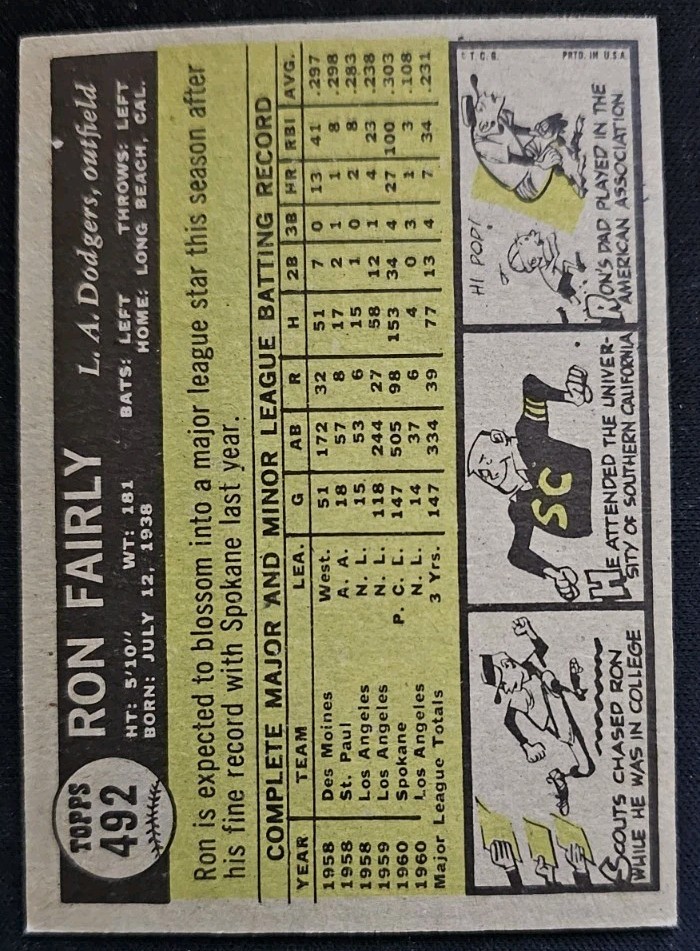 TOPPS
492
RON FAIRLY
L. A. Dodgers, outfield
HT: 5'10" WT: 181 BATS: LEFT THROWS: LEFT
BORN: JULY 12, 1938 HOME: LONG BEACH, CAL.
Ron is expected to blossom into a major league star this season after
his fine record with Spokane last year.
COMPLETE MAJOR AND MINOR LEAGUE BATTING RECORD
YEAR TEAM LEA. G AB R H 2B 3B HR RBI AVG.
1958 Des Moines West. 51 172 32 51 7 0 13 41 .297
1958 St. Paul A. A. 18 57 8 17 2 1 1 8 .298
1958 Los Angeles N. L. 15 53 6 15 1 0 2 8 .283
1959 Los Angeles N. L. 118 244 27 58 12 1 4 23 .238
1960 Spokane P. C. L. 147 505 98 153 34 4 27 100 .303
1960 Los Angeles N. L. 14 37 6 4 0 3 1 3 .108
Major League Totals 3 Yrs. 147 334 39 77 13 4 7 34 .231
SCOUTS CHASED RON
WHILE HE WAS IN COLLEGE
SC
HE ATTENDED THE UNIVER-
SITY OF SOUTHERN CALIFORNIA
©T.C.G. PRTD. IN U.S.A.
HI POP!
RON'S DAD PLAYED IN THE
AMERICAN ASSOCIATION